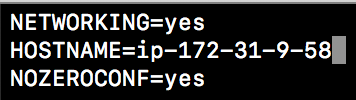 NETWORKING=yes
HOSTNAME=ip-172-31-9-58
NOZEROCONF=yes